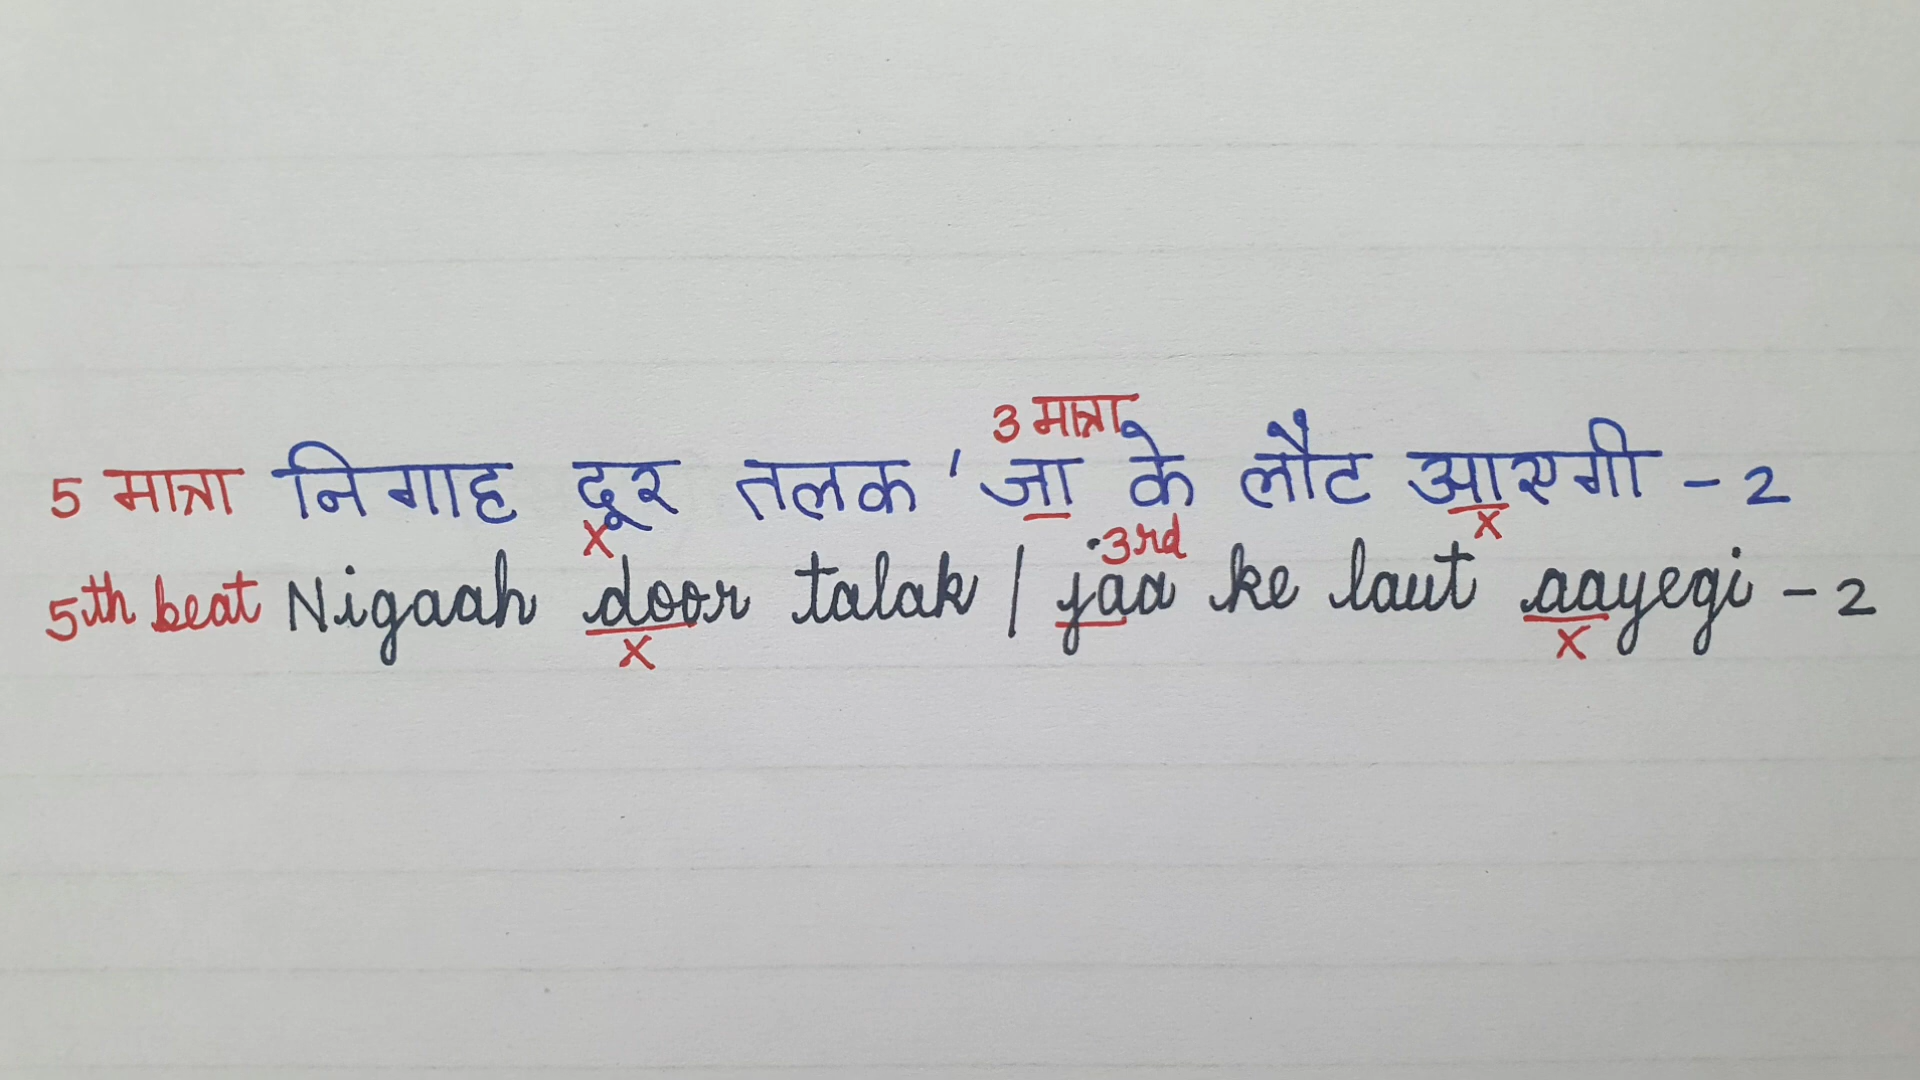 3 मात्रा
5 मात्रा निगाह दूर तलक ' जा के लौट आएगी - 2
x x
3rd
5th beat Nigaah door talak | jaa ke laut aayegi - 2
x x